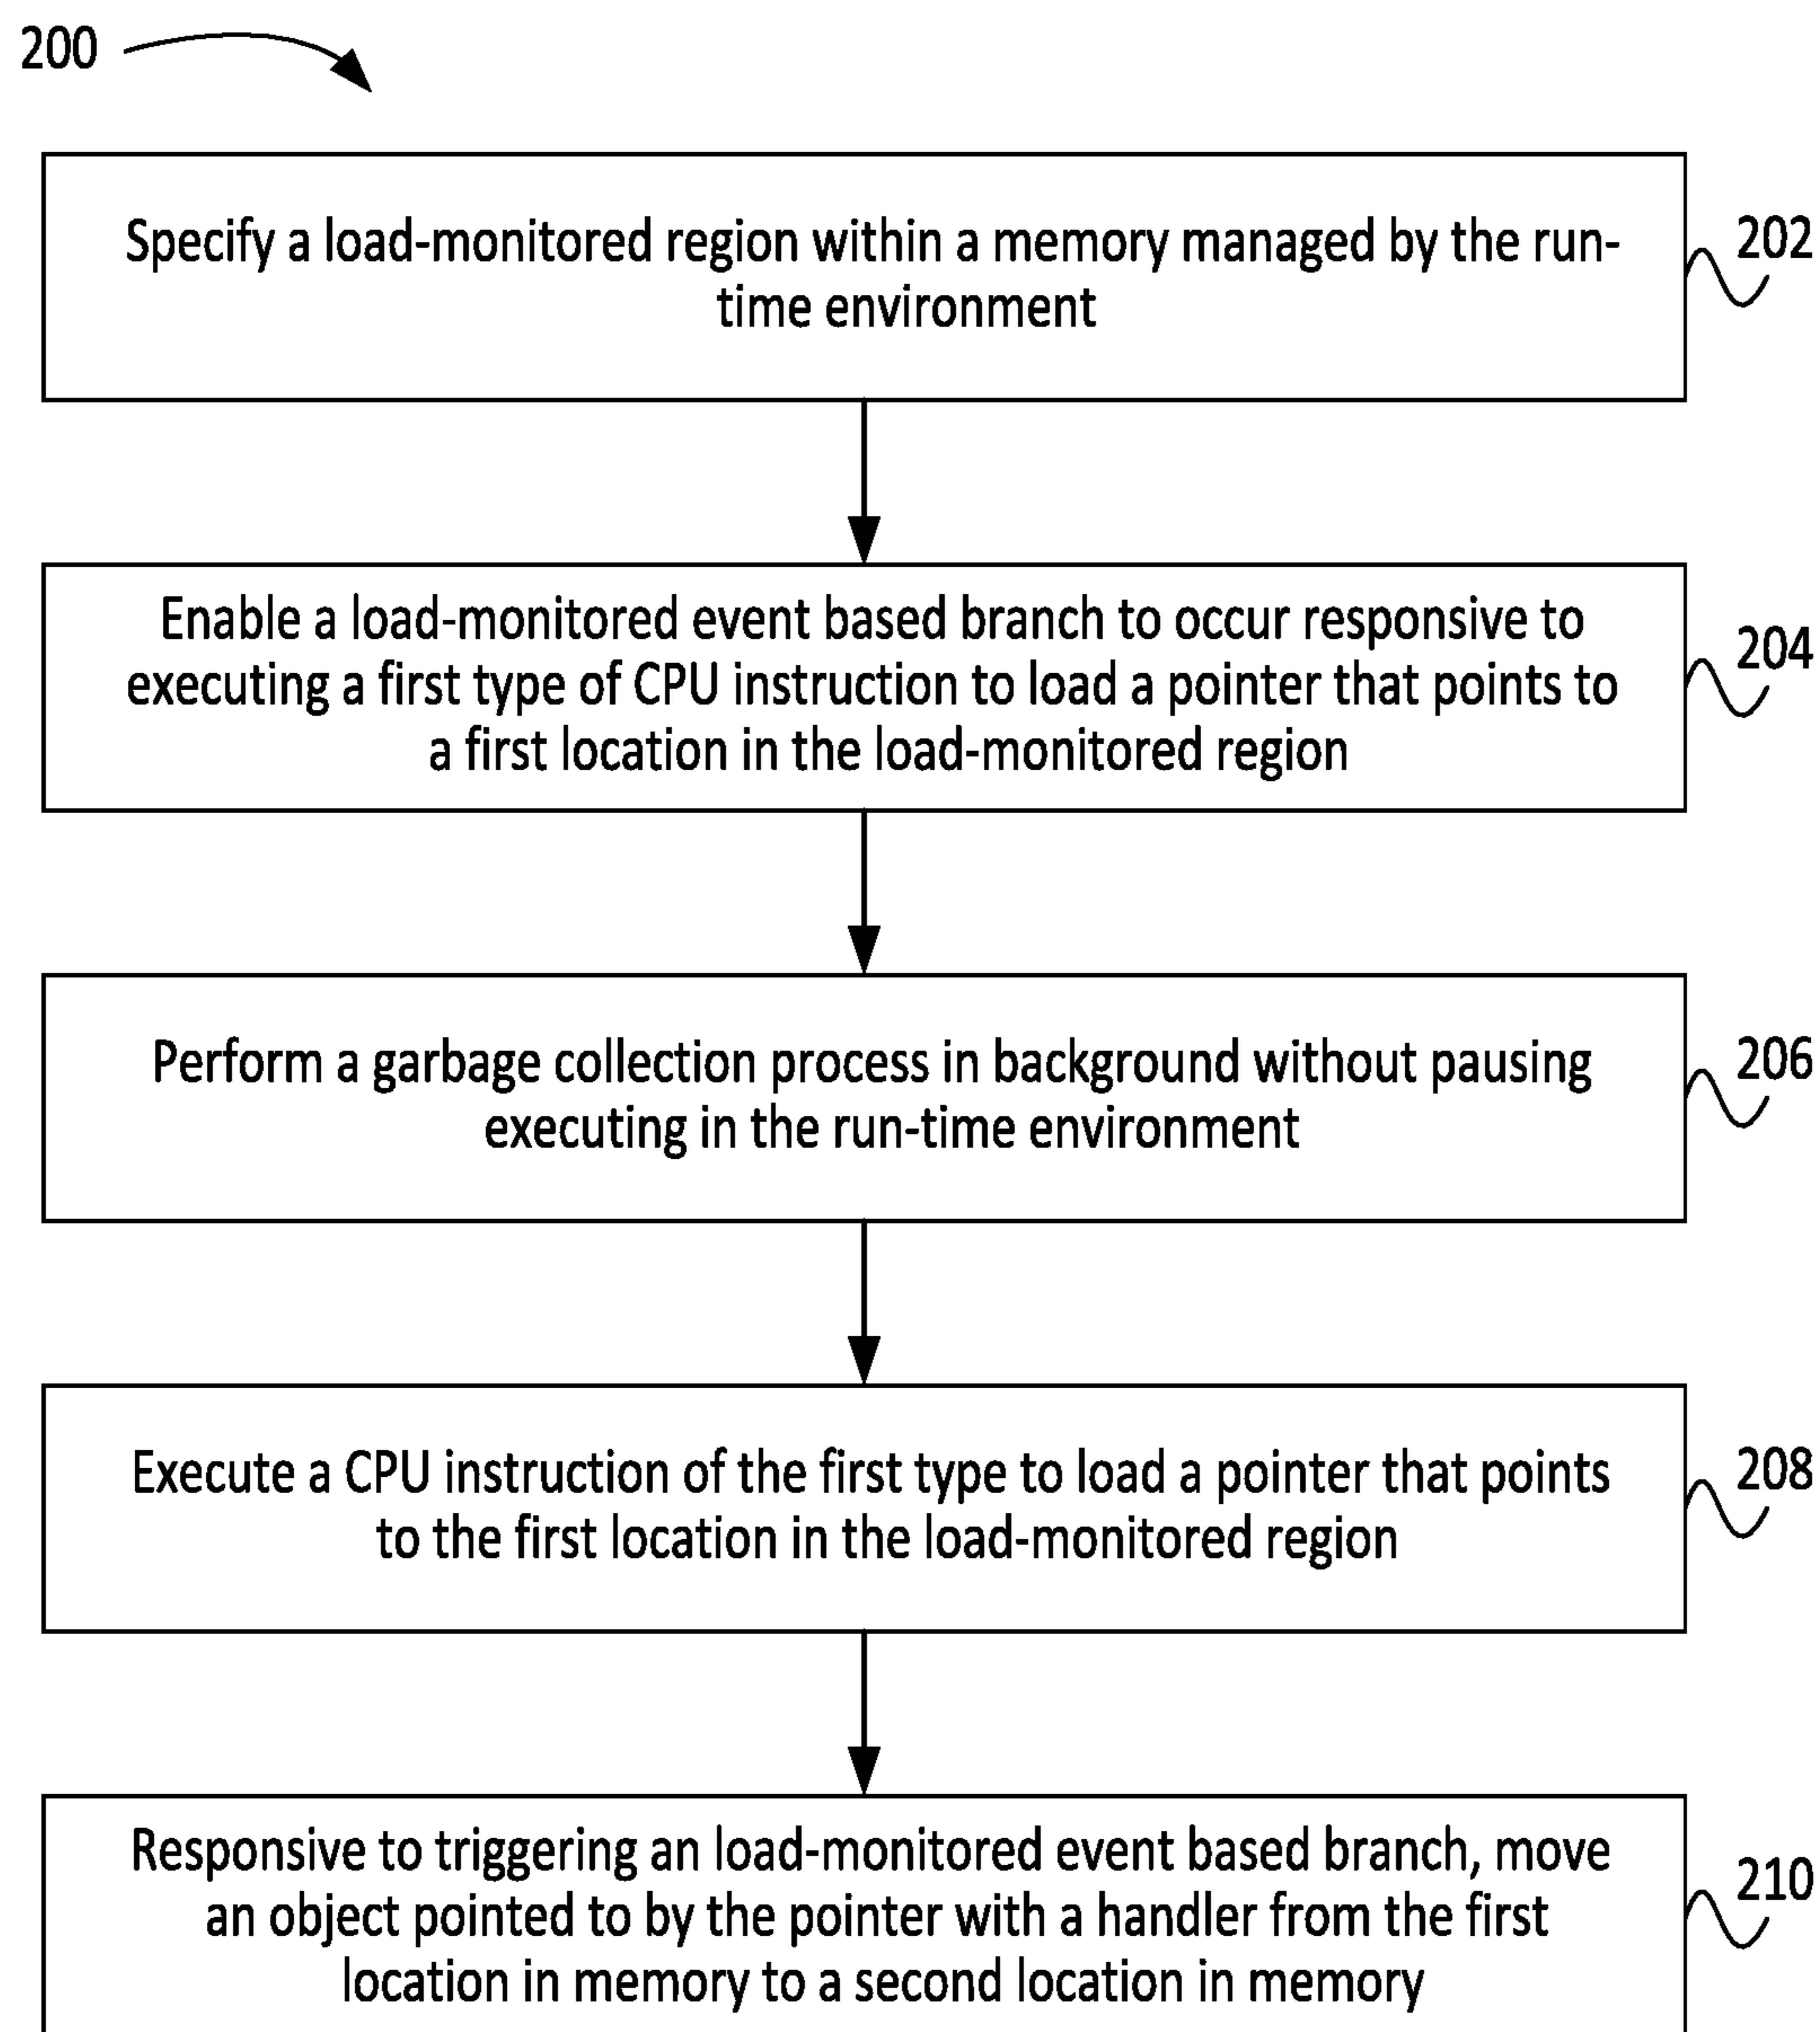 200
Specify a load-monitored region within a memory managed by the run-
time environment
202
Enable a load-monitored event based branch to occur responsive to
executing a first type of CPU instruction to load a pointer that points to
a first location in the load-monitored region
204
Perform a garbage collection process in background without pausing
executing in the run-time environment
206
Execute a CPU instruction of the first type to load a pointer that points
to the first location in the load-monitored region
208
Responsive to triggering an load-monitored event based branch, move
an object pointed to by the pointer with a handler from the first
location in memory to a second location in memory
210